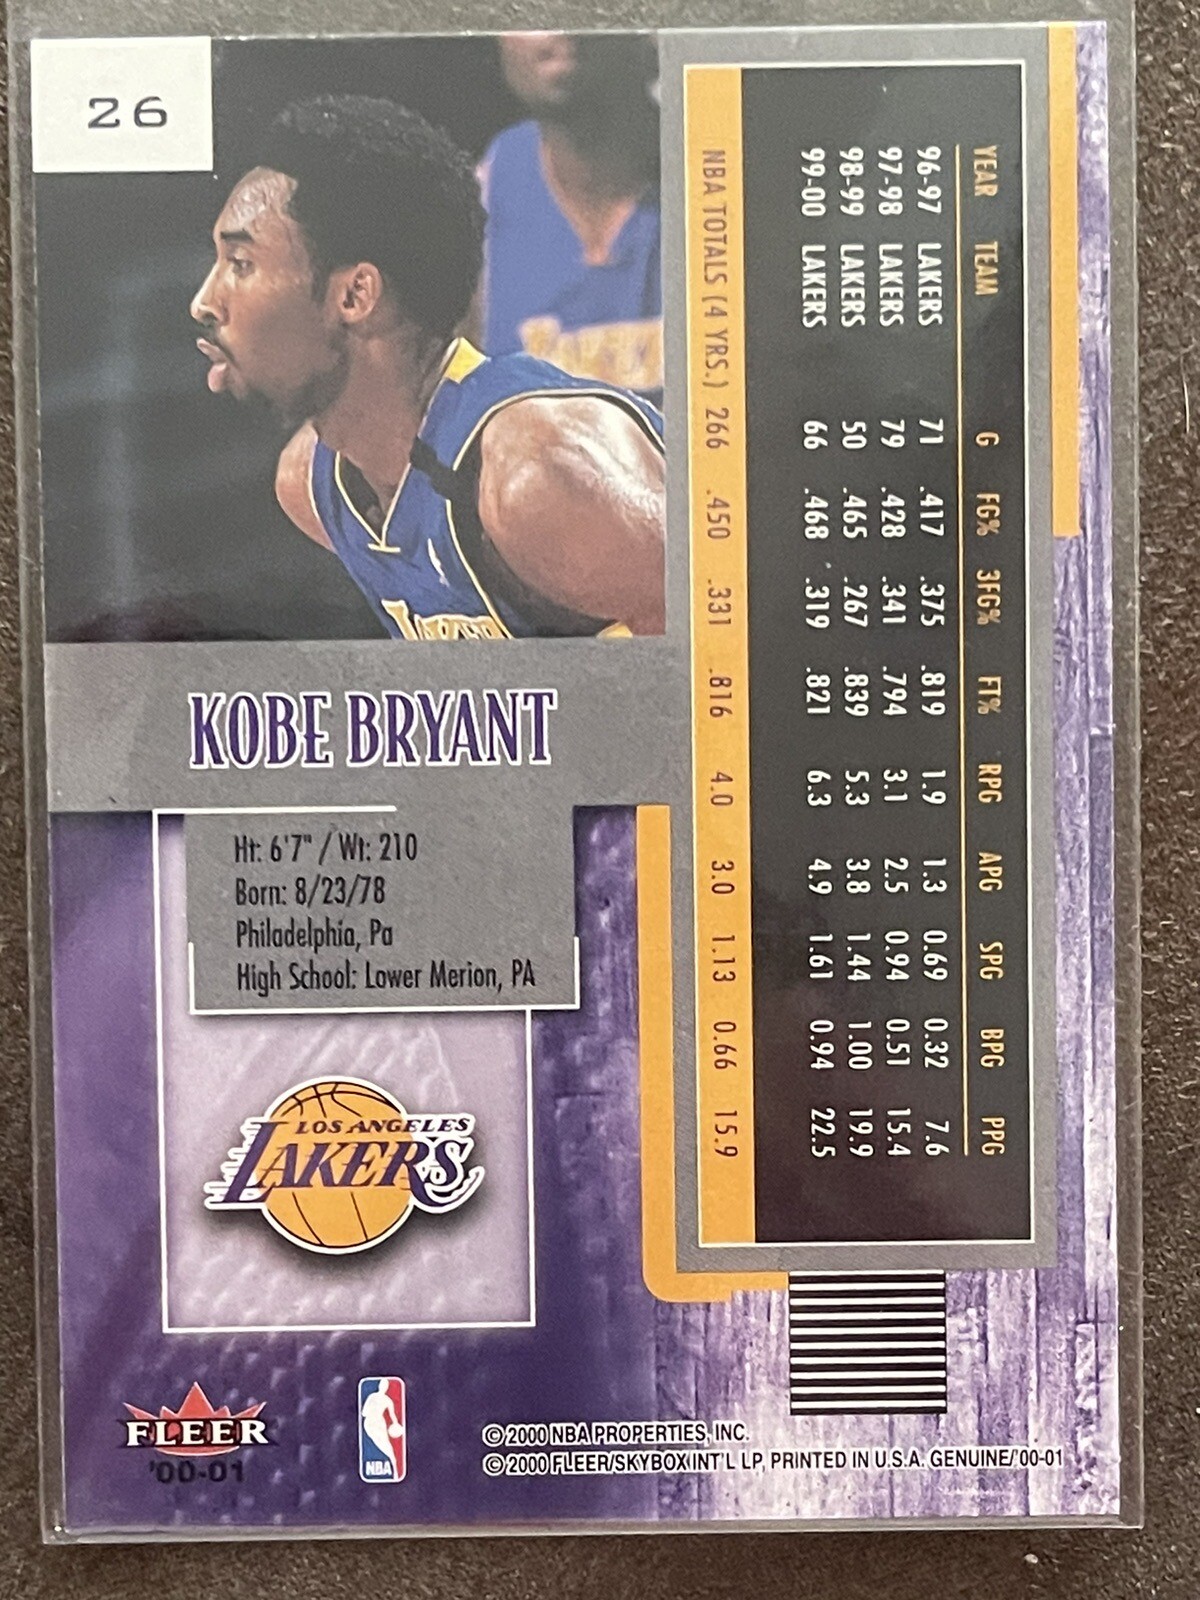 26
LAKERS
KOBE BRYANT
Ht: 6'7" / Wt: 210
Born: 8/23/78
Philadelphia, Pa
High School: Lower Merion, PA
LOS ANGELES
LAKERS
YEAR TEAM G FG% 3FG% FT% RPG APG SPG BPG PPG
96-97 LAKERS 71 .417 .375 .819 1.9 1.3 0.69 0.32 7.6
97-98 LAKERS 79 .428 .341 .794 3.1 2.5 0.94 0.51 15.4
98-99 LAKERS 50 .465 .267 .839 5.3 3.8 1.44 1.00 19.9
99-00 LAKERS 66 .468 .319 .821 6.3 4.9 1.61 0.94 22.5
NBA TOTALS (4 YRS.) 266 .450 .331 .816 4.0 3.0 1.13 0.66 15.9
FLEER
'00-01
NBA
© 2000 NBA PROPERTIES, INC.
© 2000 FLEER/SKYBOX INT'L LP, PRINTED IN U.S.A. GENUINE/'00-01